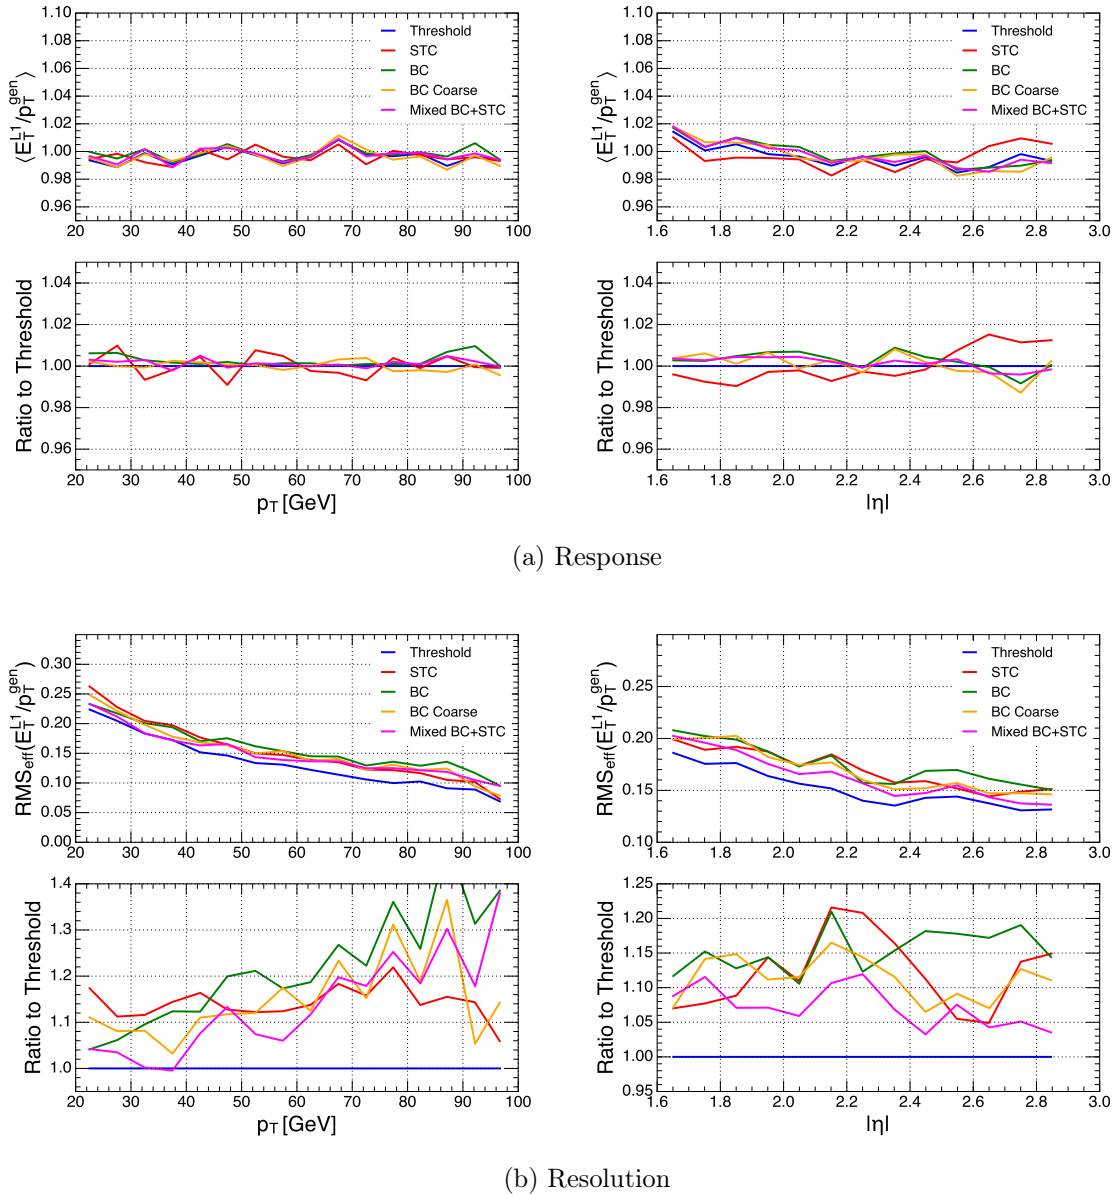 1.10
1.08
1.06
1.04
1.02
1.00
0.98
0.96
⟨E_T^L1/p_T^gen⟩
Threshold
STC
BC
BC Coarse
Mixed BC+STC
20 30 40 50 60 70 80 90 100
1.10
1.08
1.06
1.04
1.02
1.00
0.98
0.96
⟨E_T^L1/p_T^gen⟩
Threshold
STC
BC
BC Coarse
Mixed BC+STC
1.6 1.8 2.0 2.2 2.4 2.6 2.8 3.0
1.04
1.02
1.00
0.98
0.96
Ratio to Threshold
20 30 40 50 60 70 80 90 100
p_T [GeV]
1.04
1.02
1.00
0.98
0.96
Ratio to Threshold
1.6 1.8 2.0 2.2 2.4 2.6 2.8 3.0
|η|
(a) Response
0.30
0.25
0.20
0.15
0.10
0.05
0.00
RMS_eff(E_T^L1/p_T^gen)
Threshold
STC
BC
BC Coarse
Mixed BC+STC
20 30 40 50 60 70 80 90 100
0.25
0.20
0.15
0.10
RMS_eff(E_T^L1/p_T^gen)
Threshold
STC
BC
BC Coarse
Mixed BC+STC
1.6 1.8 2.0 2.2 2.4 2.6 2.8 3.0
1.4
1.3
1.2
1.1
1.0
Ratio to Threshold
20 30 40 50 60 70 80 90 100
p_T [GeV]
1.25
1.20
1.15
1.10
1.05
1.00
0.95
Ratio to Threshold
1.6 1.8 2.0 2.2 2.4 2.6 2.8 3.0
|η|
(b) Resolution